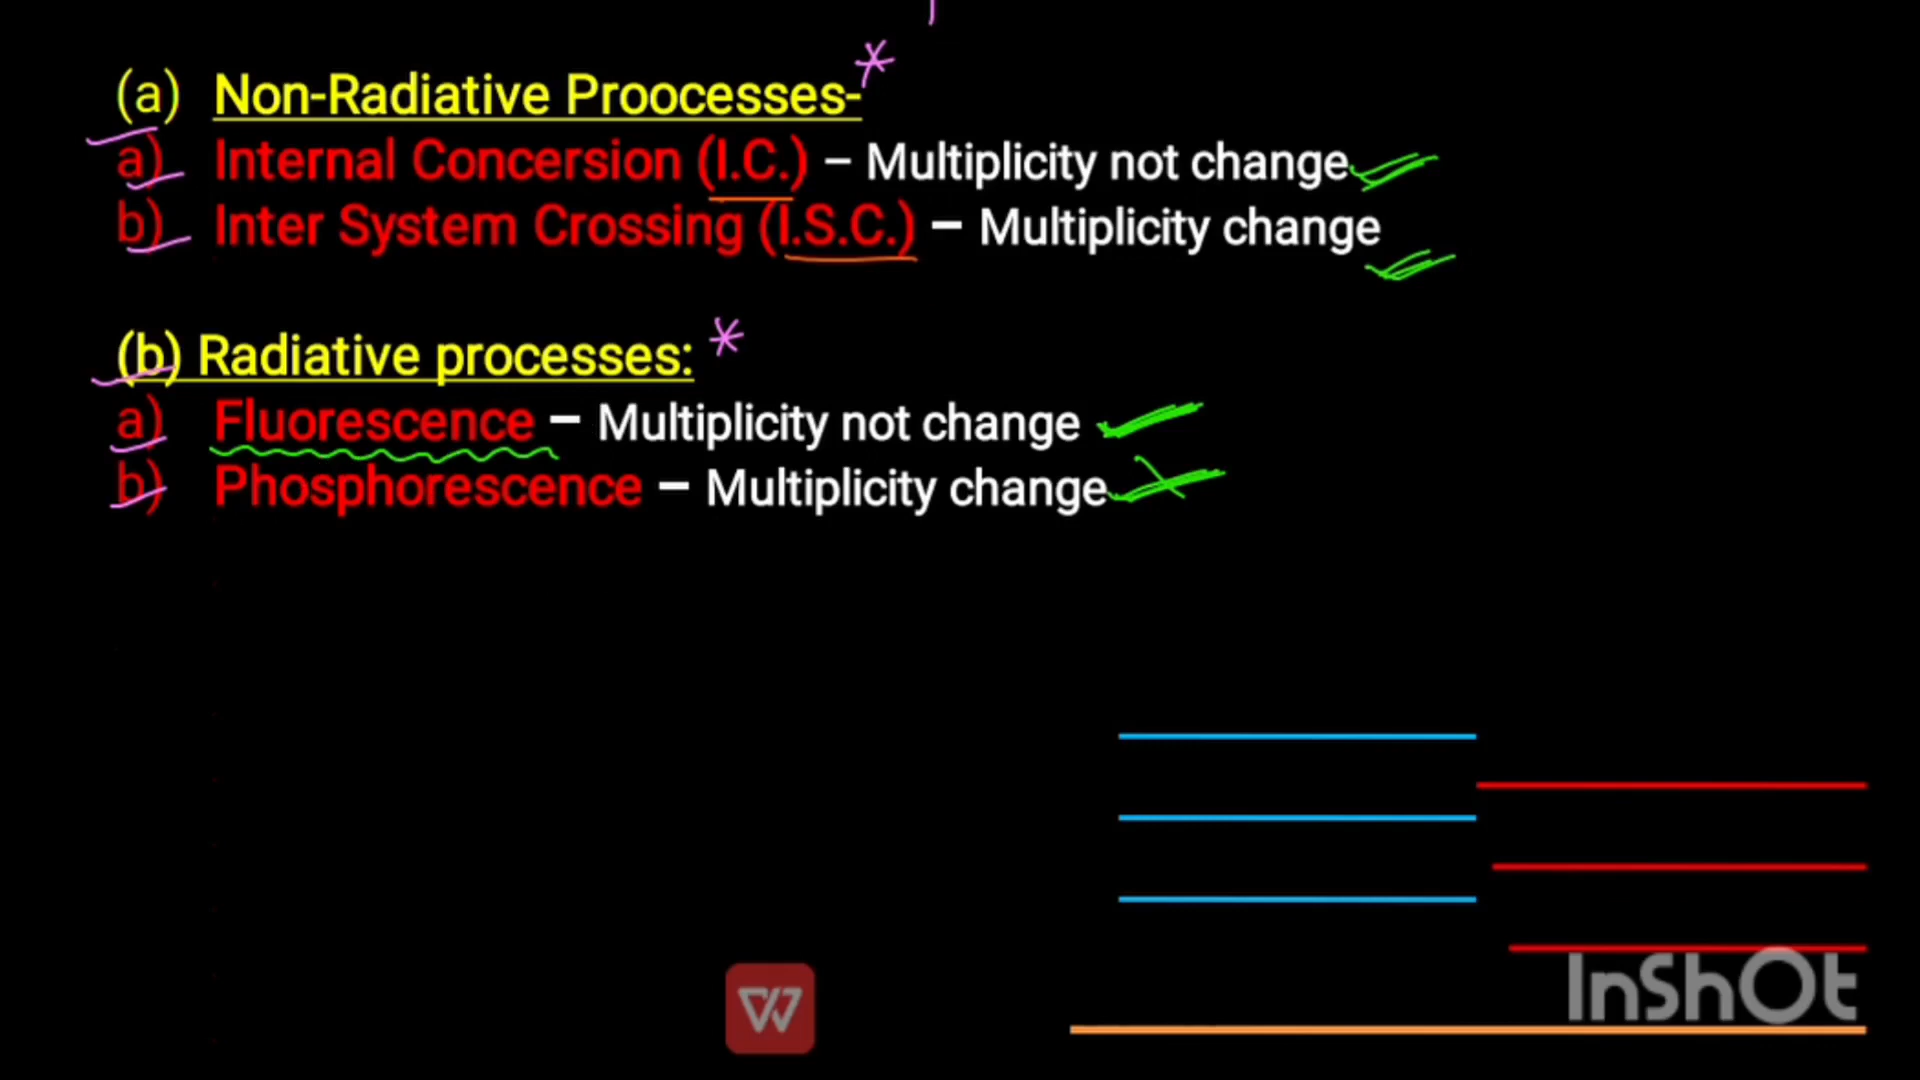 (a) Non-Radiative Proocesses-
a) Internal Concersion (I.C.) – Multiplicity not change
b) Inter System Crossing (I.S.C.) – Multiplicity change
(b) Radiative processes:
a) Fluorescence – Multiplicity not change
b) Phosphorescence – Multiplicity change
InShOt